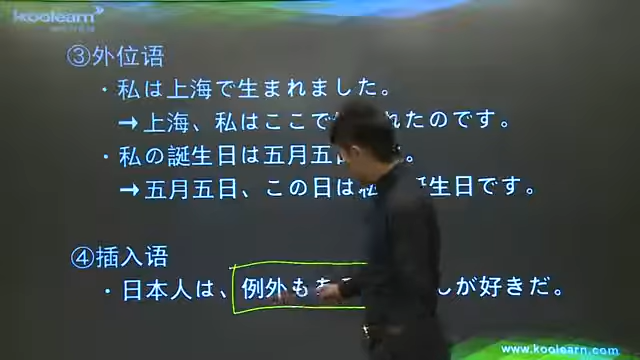 koolearn
③外位语
・私は上海で生まれました。
→上海、私はここで れたのです。
・私の誕生日は五月五 。
→五月五日、この日は私 生日です。
④插入语
・日本人は、例外も が好きだ。
www.koolearn.com